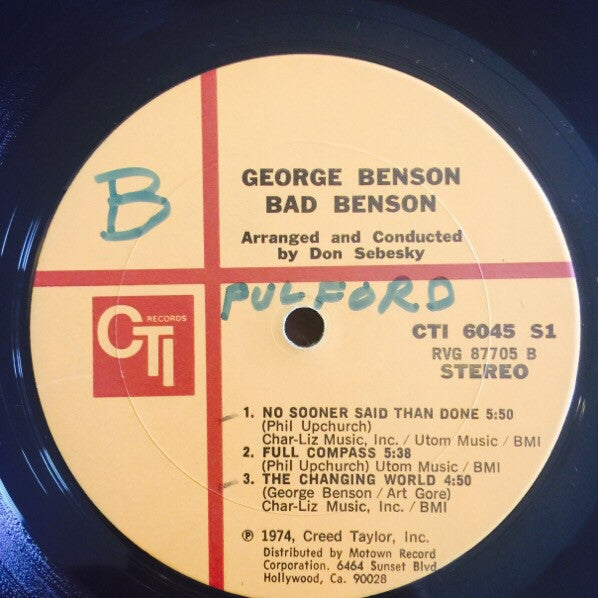 B
GEORGE BENSON
BAD BENSON
Arranged and Conducted
by Don Sebesky
PULFORD
CTI RECORDS
CTI 6045 S1
RVG 87705 B
STEREO
1. NO SOONER SAID THAN DONE 5:50
(Phil Upchurch)
Char-Liz Music, Inc. / Utom Music / BMI
2. FULL COMPASS 5:38
(Phil Upchurch) Utom Music / BMI
3. THE CHANGING WORLD 4:50
(George Benson / Art Gore)
Char-Liz Music, Inc. / BMI
℗ 1974, Creed Taylor, Inc.
Distributed by Motown Record
Corporation. 6464 Sunset Blvd
Hollywood, Ca. 90028